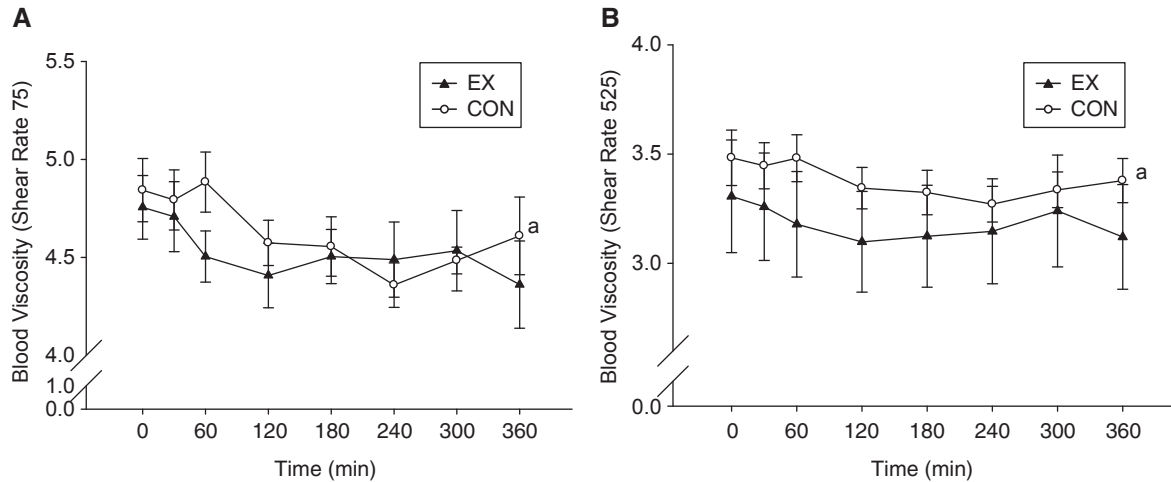 A
Blood Viscosity (Shear Rate 75)
5.5
5.0
4.5
4.0
1.0
0.0
EX
CON
a
0 60 120 180 240 300 360
Time (min)
B
Blood Viscosity (Shear Rate 525)
4.0
3.5
3.0
0.0
EX
CON
a
0 60 120 180 240 300 360
Time (min)